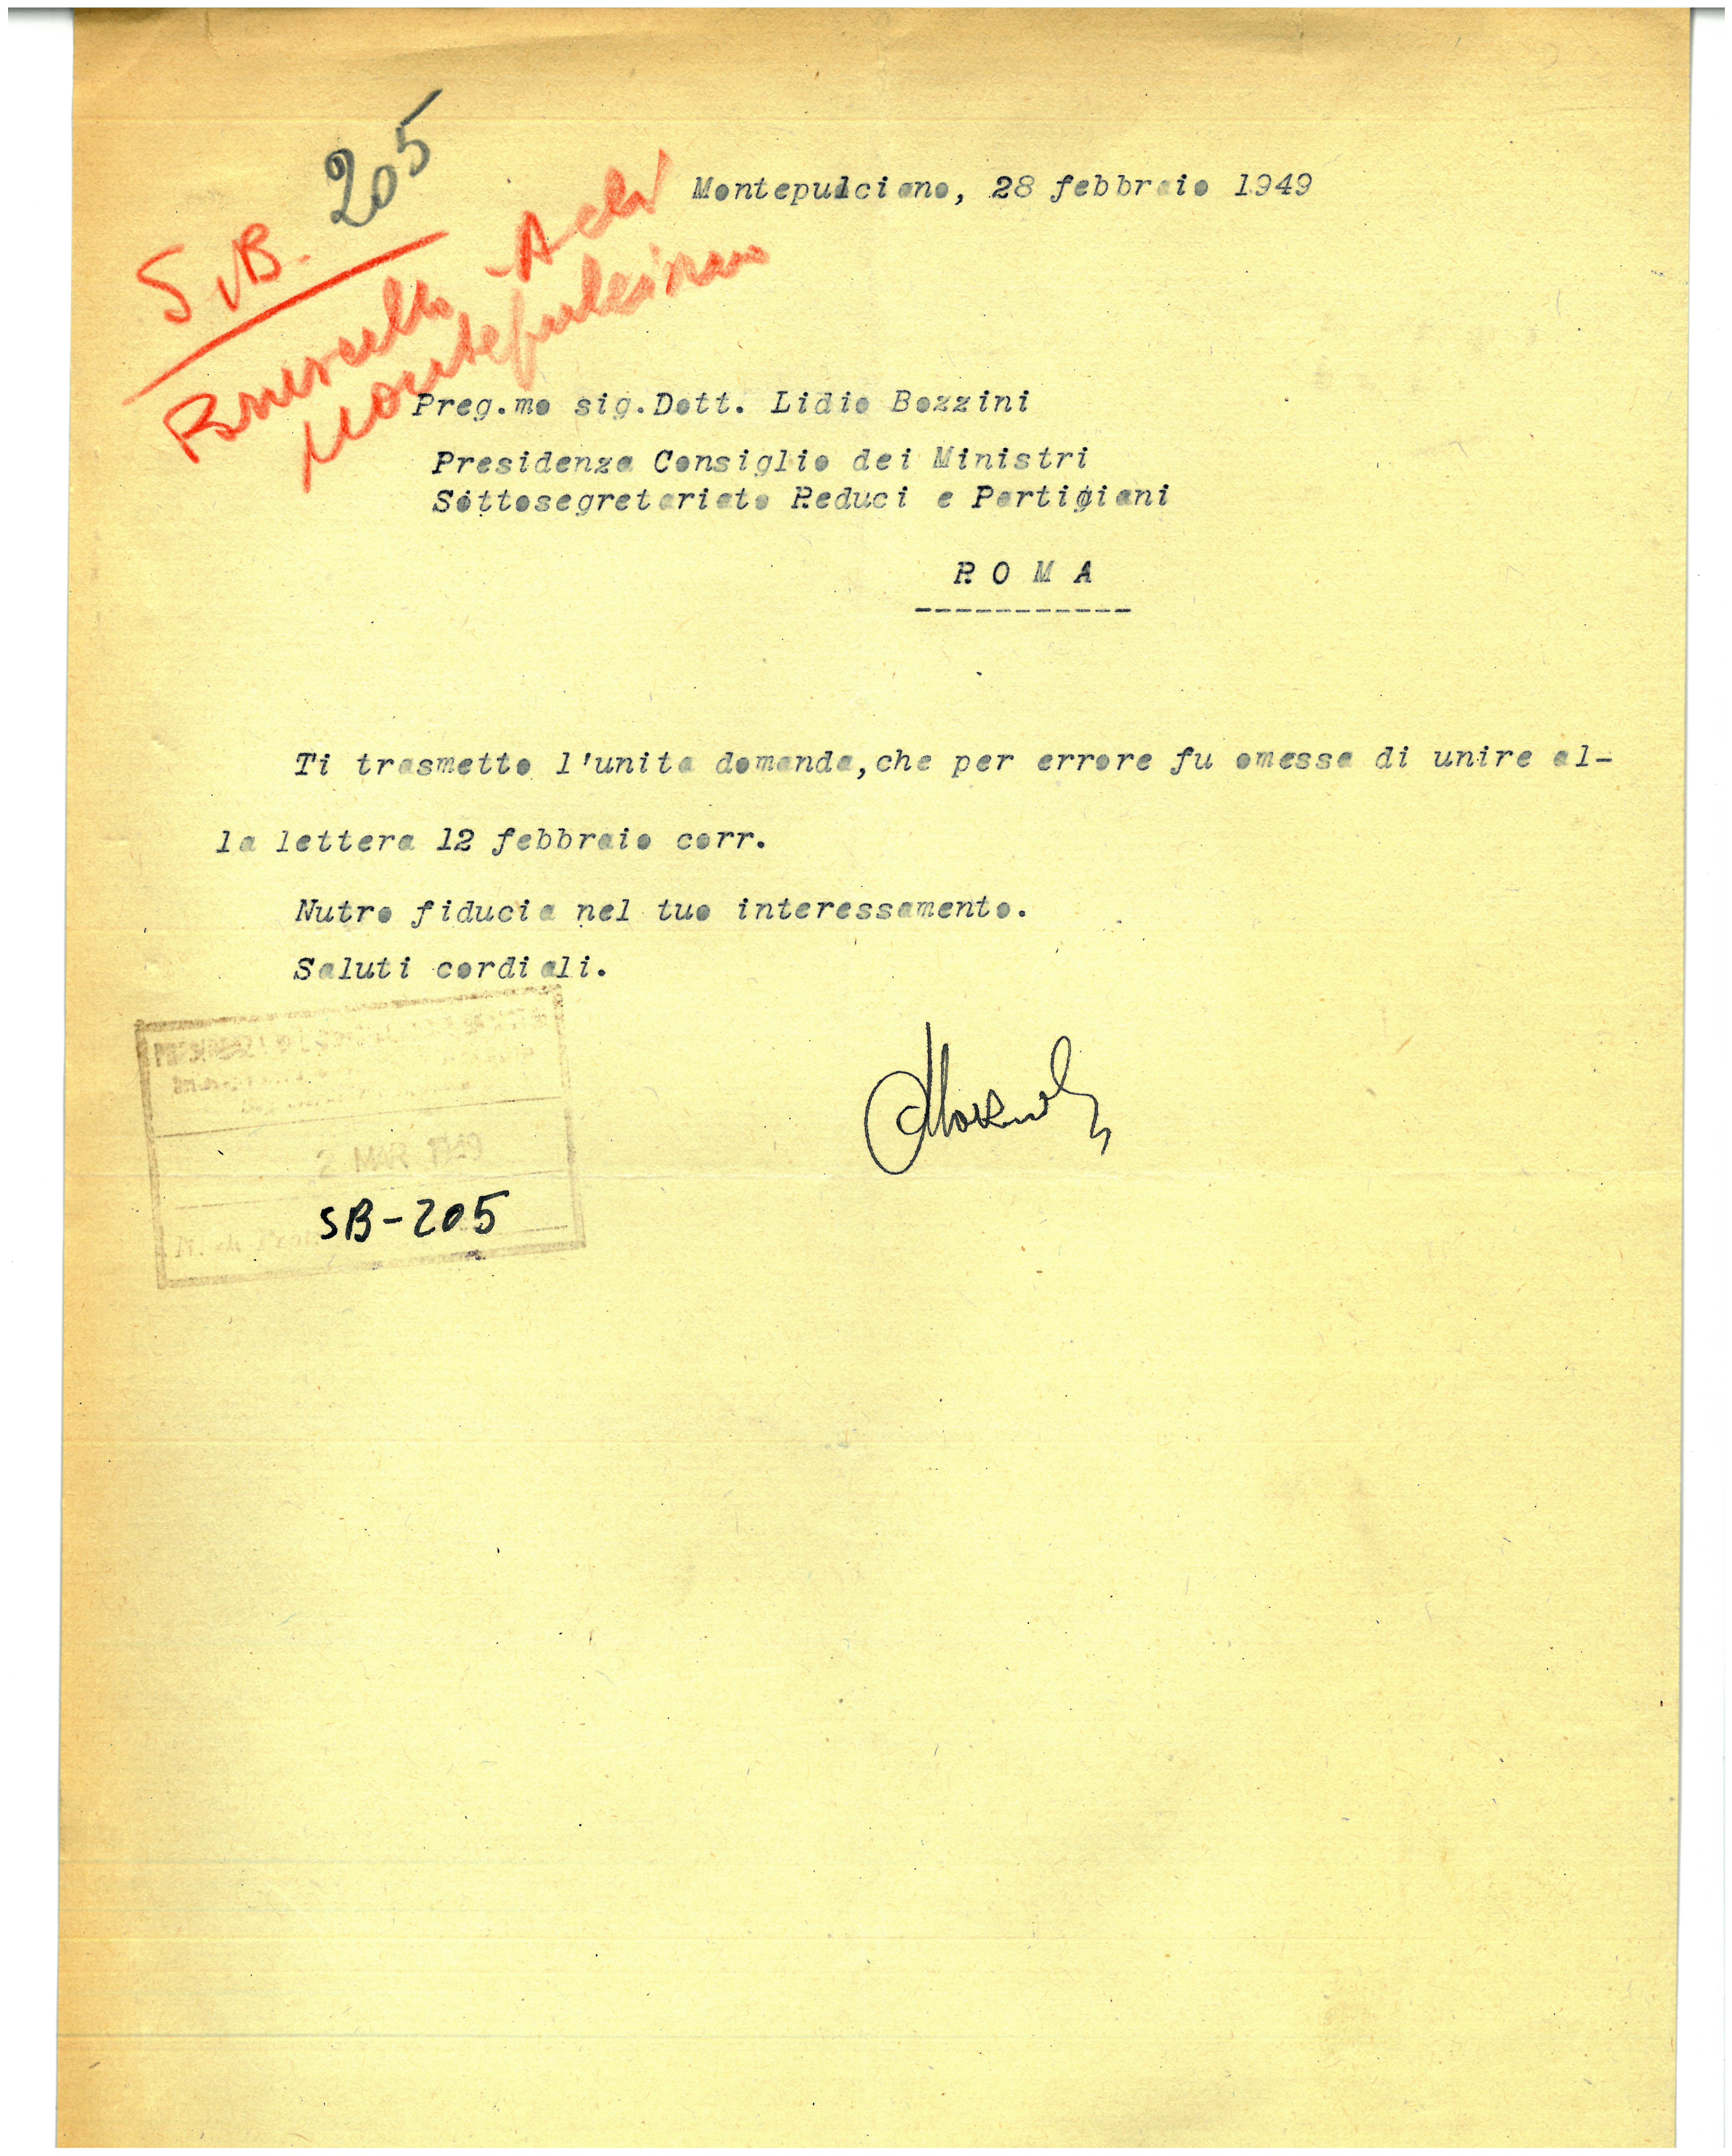 205
S.B.
Montepulciano
Montepulciano, 28 febbraio 1949
Preg.mo sig.Dott. Lidio Bozzini
Presidenza Consiglio dei Ministri
Sottosegretariato Reduci e Partigiani
R O M A
-----------
Ti trasmetto l'unita domanda,che per errore fu omessa di unire al-
la lettera 12 febbraio corr.
Nutro fiducia nel tuo interessamento.
Saluti cordiali.
2 MAR 1949
SB-205